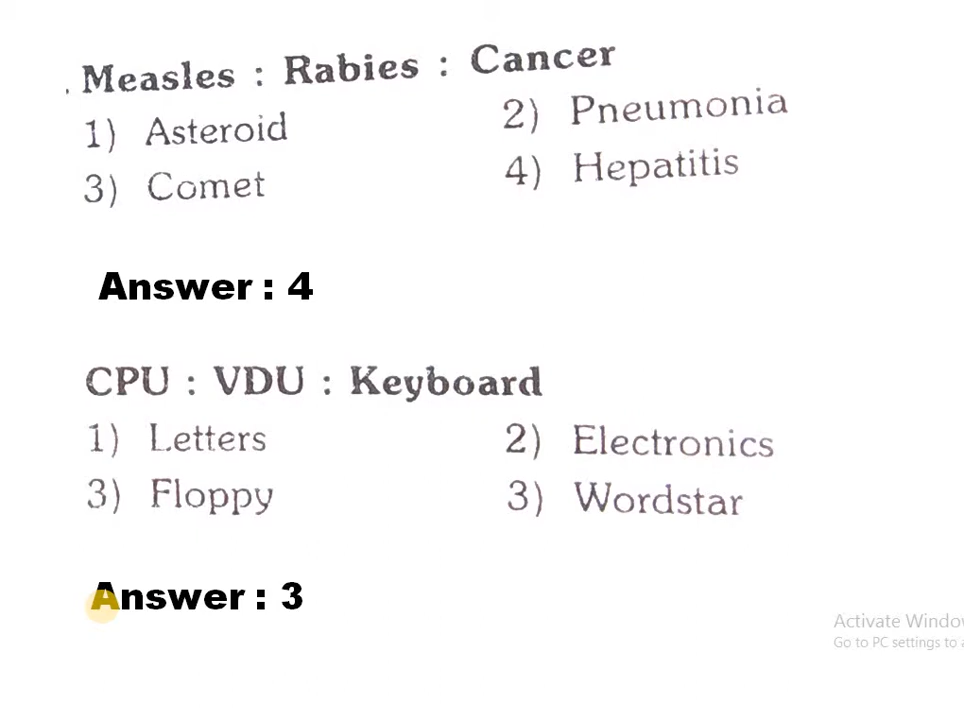 . Measles : Rabies : Cancer
1) Asteroid 2) Pneumonia
3) Comet 4) Hepatitis
Answer : 4
CPU : VDU : Keyboard
1) Letters 2) Electronics
3) Floppy 3) Wordstar
Answer : 3
Activate Window
Go to PC settings to a